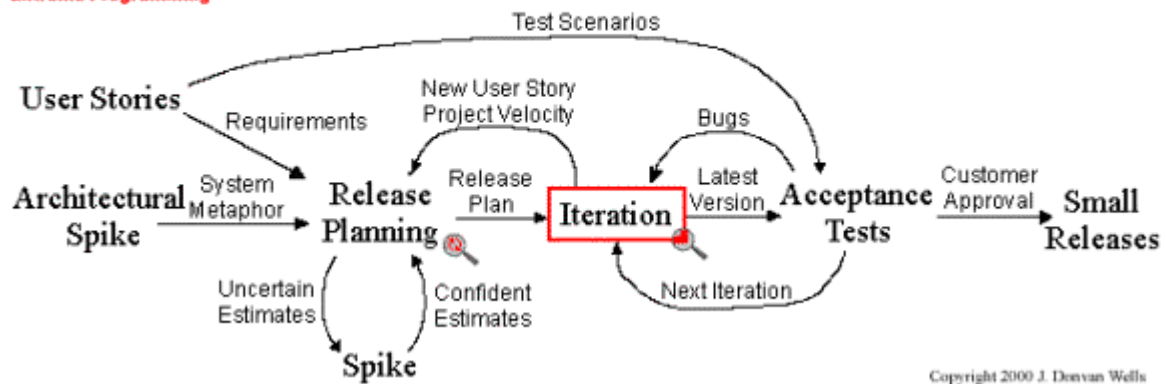 Test Scenarios
User Stories
New User Story
Project Velocity
Bugs
Requirements
Architectural
Spike
System
Metaphor
Release
Planning
Release
Plan
Iteration
Latest
Version
Acceptance
Tests
Customer
Approval
Small
Releases
Uncertain
Estimates
Confident
Estimates
Next Iteration
Spike
Copyright 2000 J. Donvan Wells